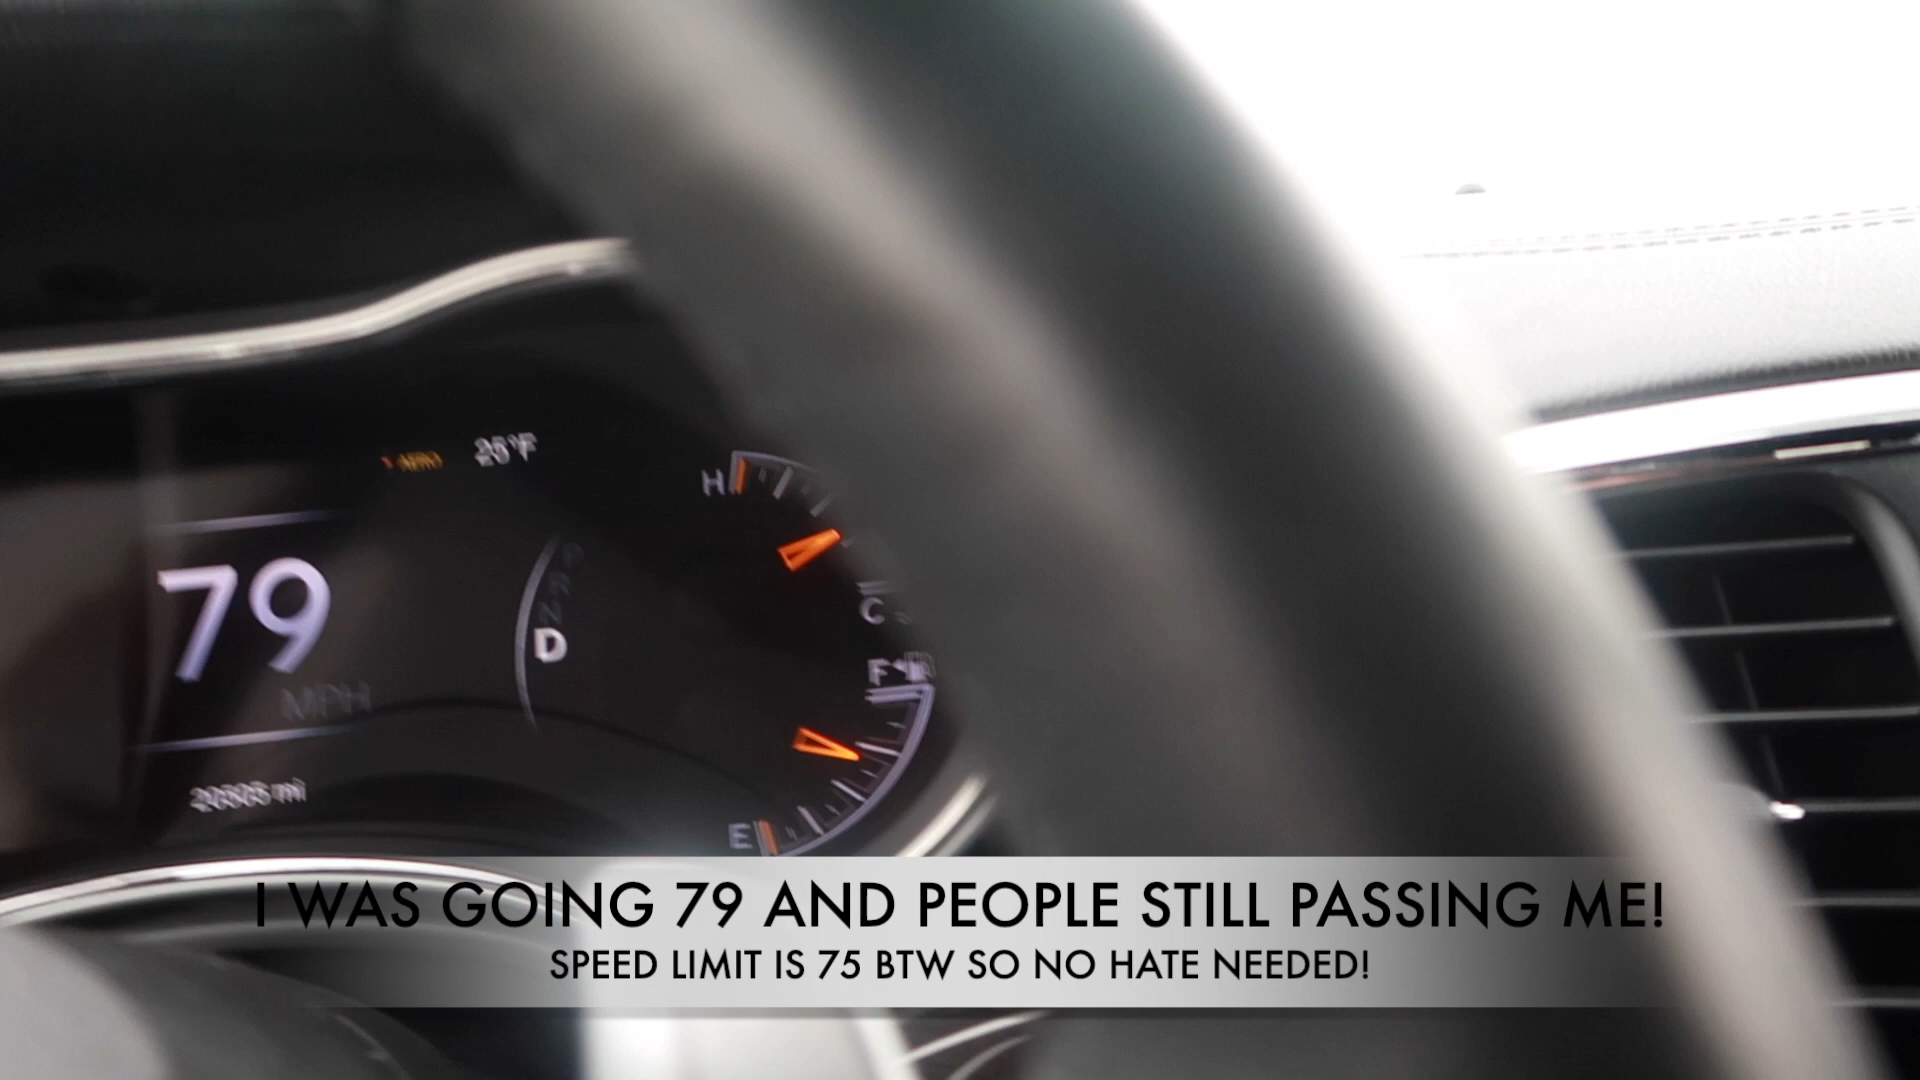 AERO
25°F
H
79
D
C
MPH
F
E
I WAS GOING 79 AND PEOPLE STILL PASSING ME!
SPEED LIMIT IS 75 BTW SO NO HATE NEEDED!